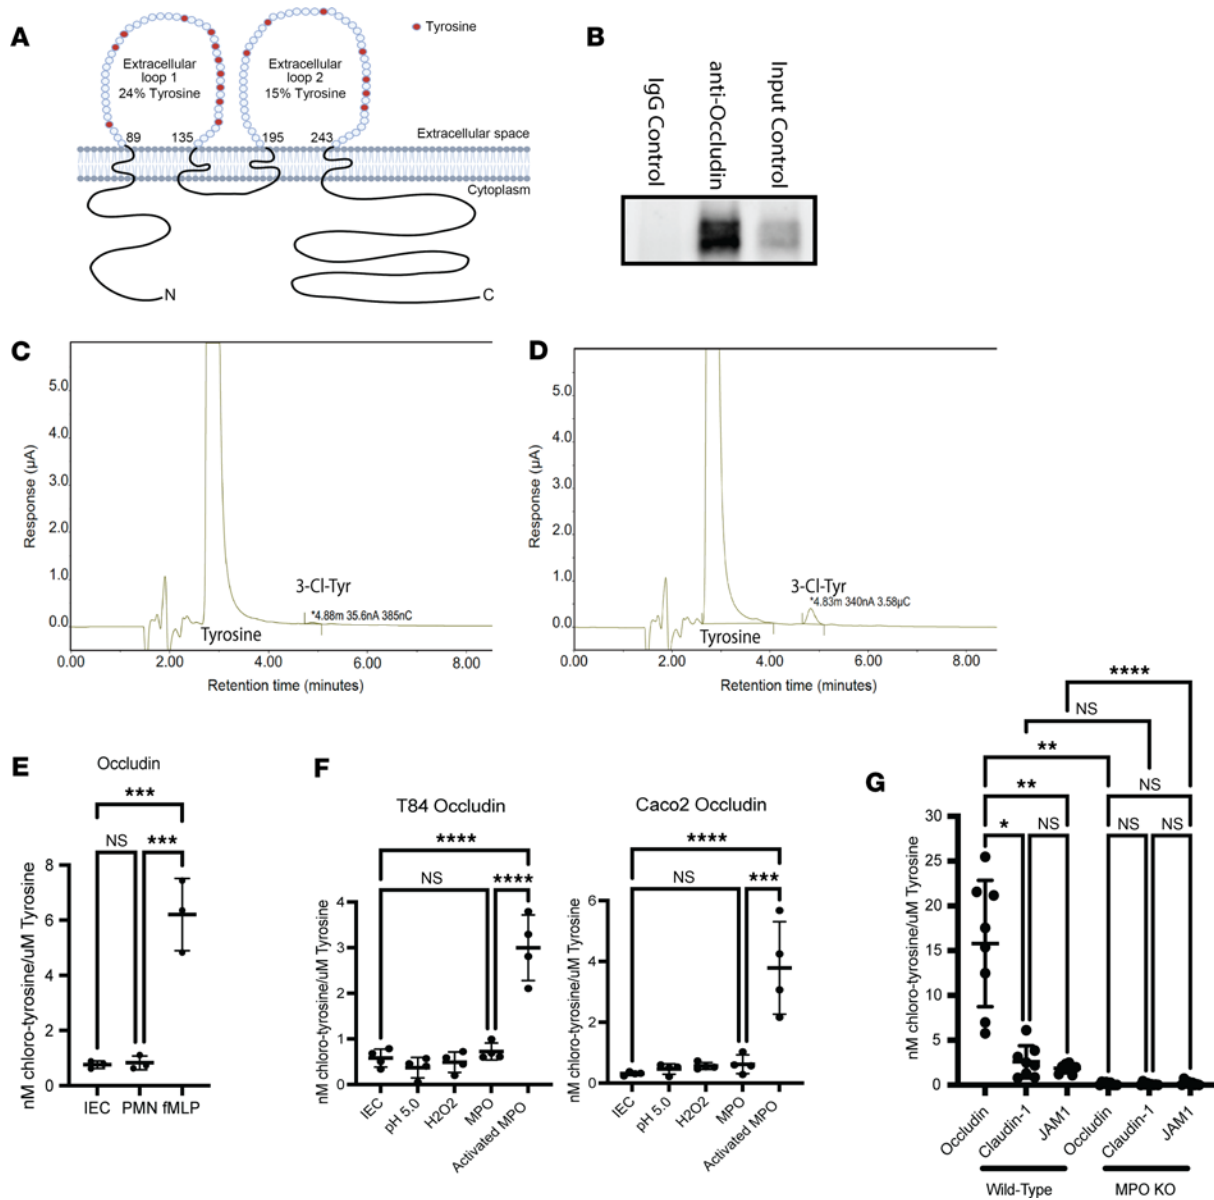 A
Tyrosine
Extracellular
loop 1
24% Tyrosine
Extracellular
loop 2
15% Tyrosine
89
135
195
243
Extracellular space
Cytoplasm
N
C
B
IgG Control
anti-Occludin
Input Control
C
5.0
4.0
3.0
2.0
1.0
0.0
Response (µA)
3-Cl-Tyr
*4.88m 35.6nA 385nC
Tyrosine
0.00
2.00
4.00
6.00
8.00
Retention time (minutes)
D
5.0
4.0
3.0
2.0
1.0
0.0
Response (µA)
3-Cl-Tyr
*4.83m 340nA 3.58µC
Tyrosine
0.00
2.00
4.00
6.00
8.00
Retention time (minutes)
E
Occludin
***
NS
***
8
6
4
2
0
nM chloro-tyrosine/uM Tyrosine
IEC
PMN
fMLP
F
T84 Occludin
****
NS
****
4
3
2
1
0
nM chloro-tyrosine/uM Tyrosine
IEC
pH 5.0
H2O2
MPO
Activated MPO
Caco2 Occludin
****
NS
***
6
4
2
0
nM chloro-tyrosine/uM Tyrosine
IEC
pH 5.0
H2O2
MPO
Activated MPO
G
****
NS
**
**
NS
*
NS
NS
NS
30
25
20
15
10
5
0
nM chloro-tyrosine/uM Tyrosine
Occludin
Claudin-1
JAM1
Occludin
Claudin-1
JAM1
Wild-Type
MPO KO